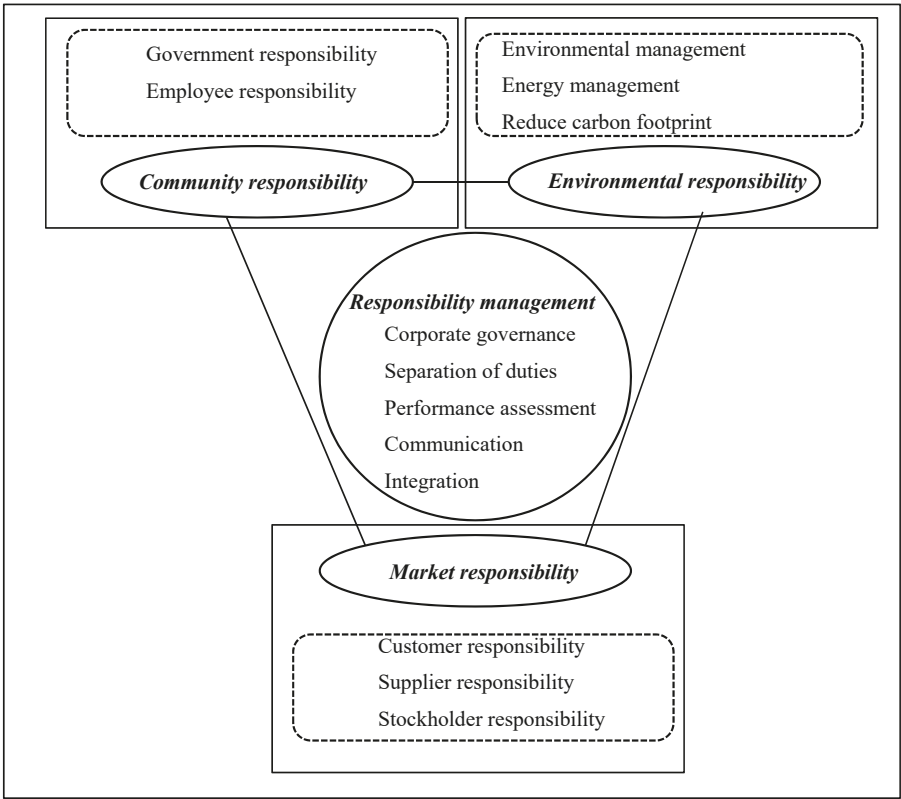 Government responsibility
Employee responsibility
Community responsibility
Environmental management
Energy management
Reduce carbon footprint
Environmental responsibility
Responsibility management
Corporate governance
Separation of duties
Performance assessment
Communication
Integration
Market responsibility
Customer responsibility
Supplier responsibility
Stockholder responsibility